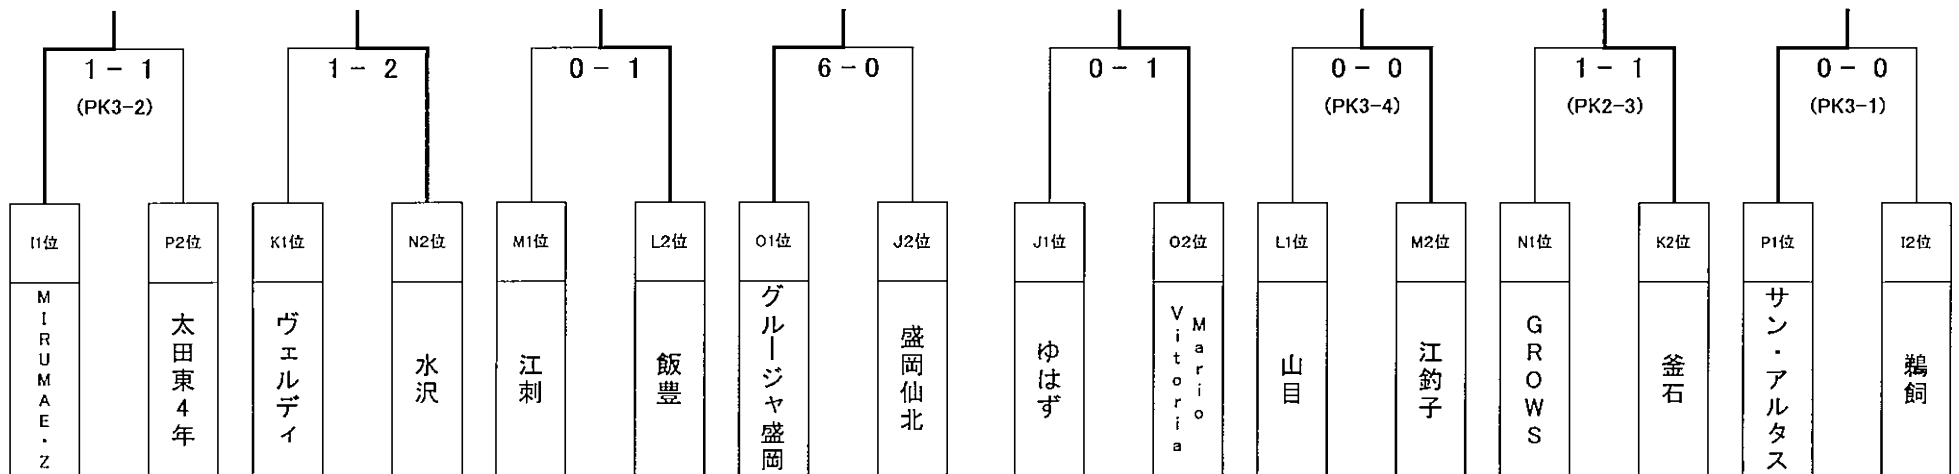 1 - 1
1 - 2
0 - 1
6 - 0
0 - 1
0 - 0
1 - 1
0 - 0
(PK3-2)
(PK3-4)
(PK2-3)
(PK3-1)
I1位
P2位
K1位
N2位
M1位
L2位
O1位
J2位
J1位
O2位
L1位
M2位
N1位
K2位
P1位
I2位
MIRUMAE・Z
太田東4年
ヴェルディ
水沢
江刺
飯豊
グルージャ盛岡
盛岡仙北
ゆはず
Mario
Vitoria
山目
江釣子
GROWS
釜石
サン・アルタス
鵜飼